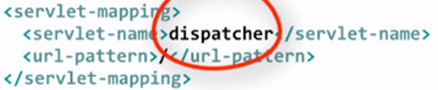 <servlet-mapping>
<servlet-name>dispatcher</servlet-name>
<url-pattern>/</url-pattern>
</servlet-mapping>